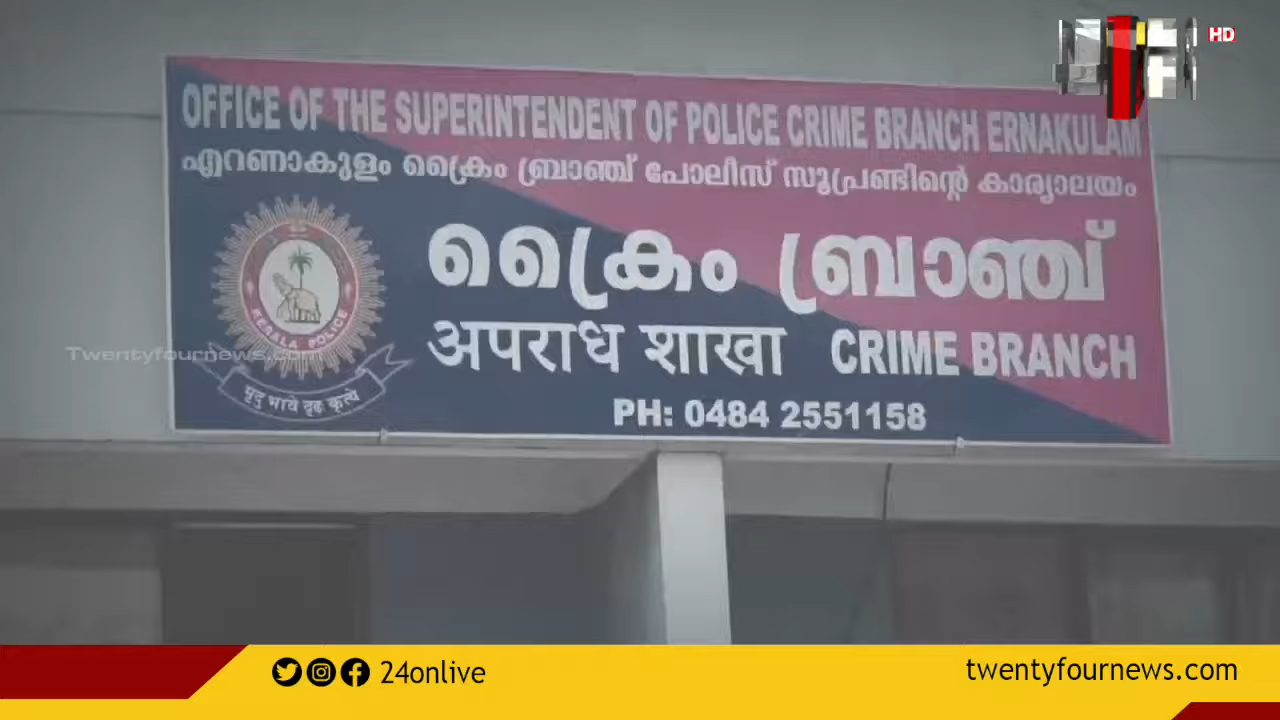 HD
OFFICE OF THE SUPERINTENDENT OF POLICE CRIME BRANCH ERNAKULAM
എറണാകുളം ക്രൈം ബ്രാഞ്ച് പോലീസ് സൂപ്രണ്ടിന്റെ കാര്യാലയം
ക്രൈം ബ്രാഞ്ച്
अपराध शाखा CRIME BRANCH
PH: 0484 2551158
KERALA POLICE
मृदु भावे दृढ कृत्ये
Twentyfournews.com
24onlive
twentyfournews.com